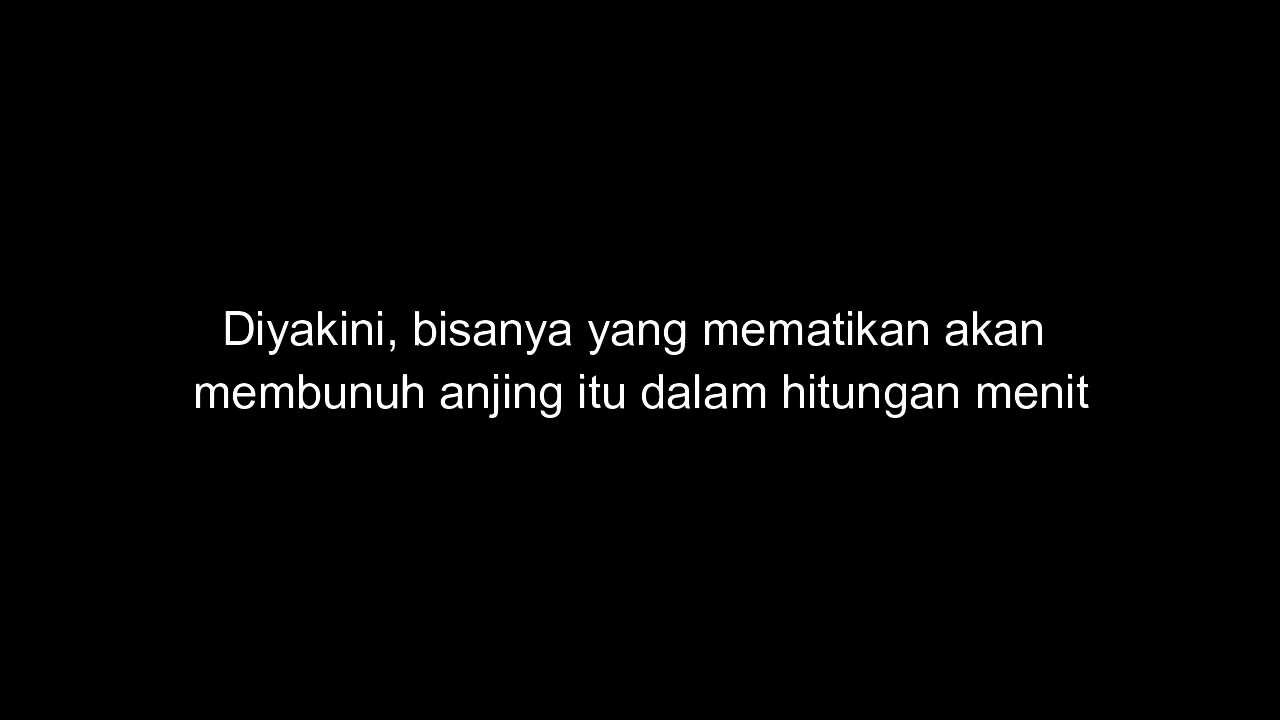 Diyakini, bisanya yang mematikan akan
membunuh anjing itu dalam hitungan menit